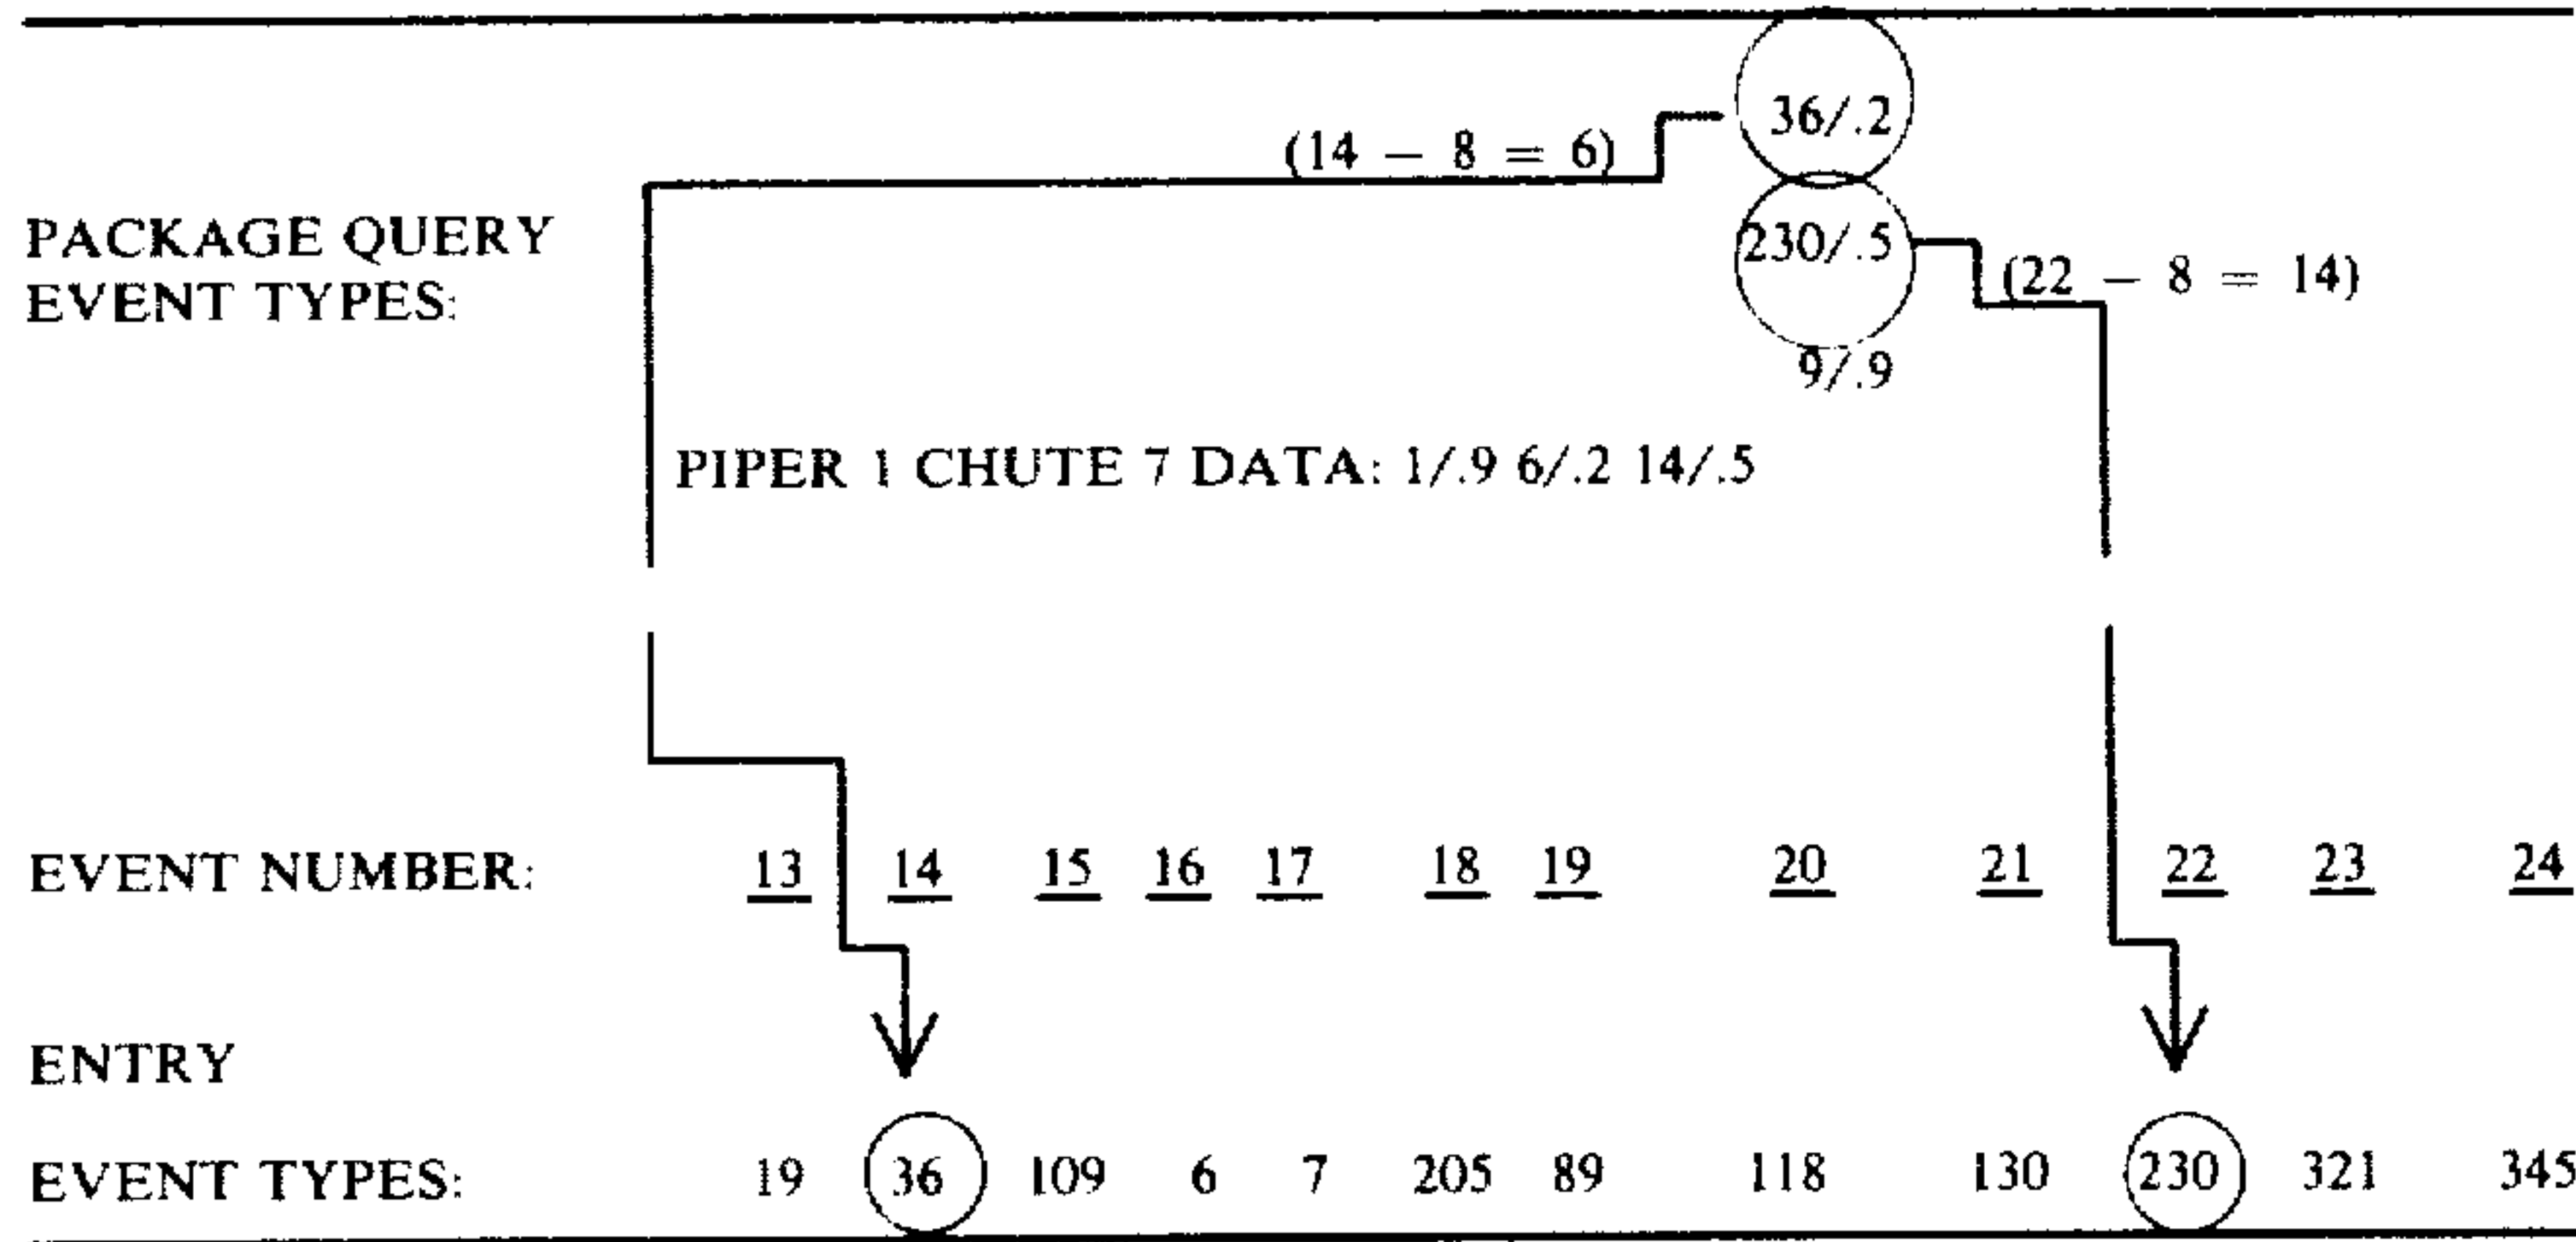 36/.2
(14 – 8 = 6)
PACKAGE QUERY 230/.5
EVENT TYPES: (22 – 8 = 14)
9/.9
PIPER 1 CHUTE 7 DATA: 1/.9 6/.2 14/.5
EVENT NUMBER: 13 14 15 16 17 18 19 20 21 22 23 24
ENTRY
EVENT TYPES: 19 36 109 6 7 205 89 118 130 230 321 345